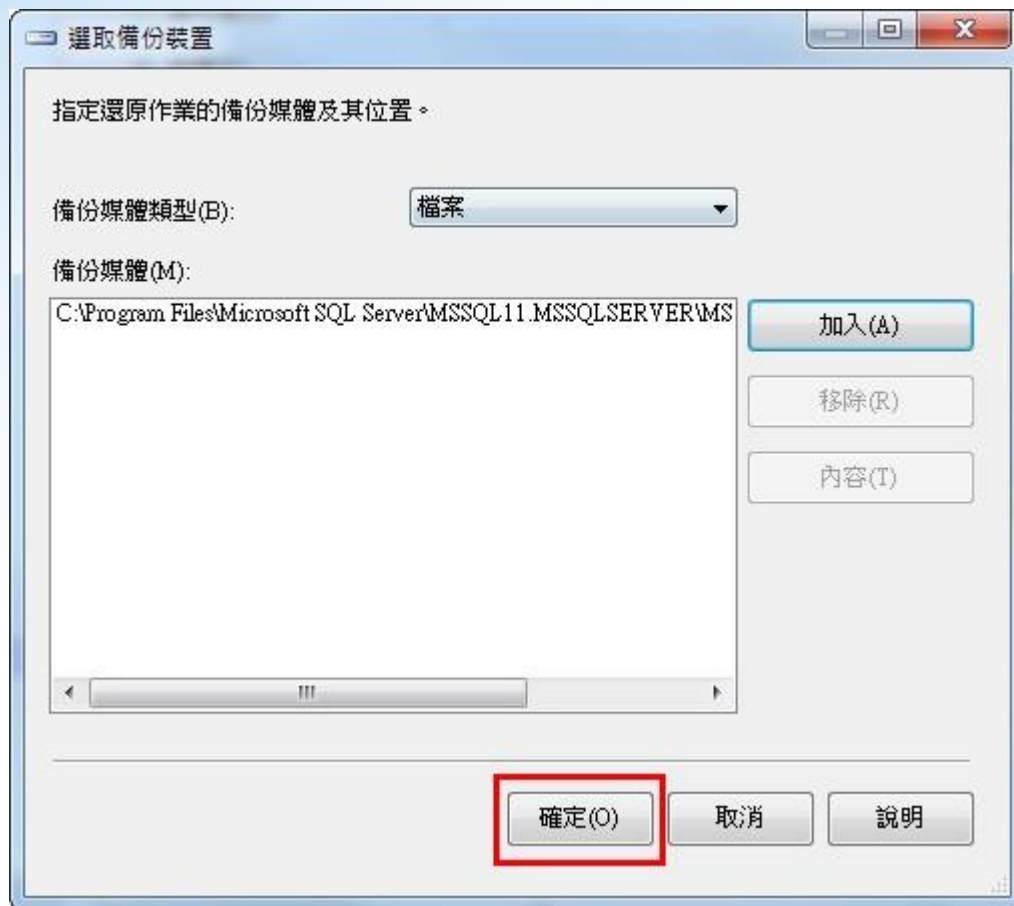 選取備份裝置
指定還原作業的備份媒體及其位置。
備份媒體類型(B):
檔案
備份媒體(M):
C:\Program Files\Microsoft SQL Server\MSSQL11.MSSQLSERVER\MS
加入(A)
移除(R)
內容(T)
確定(O)
取消
說明